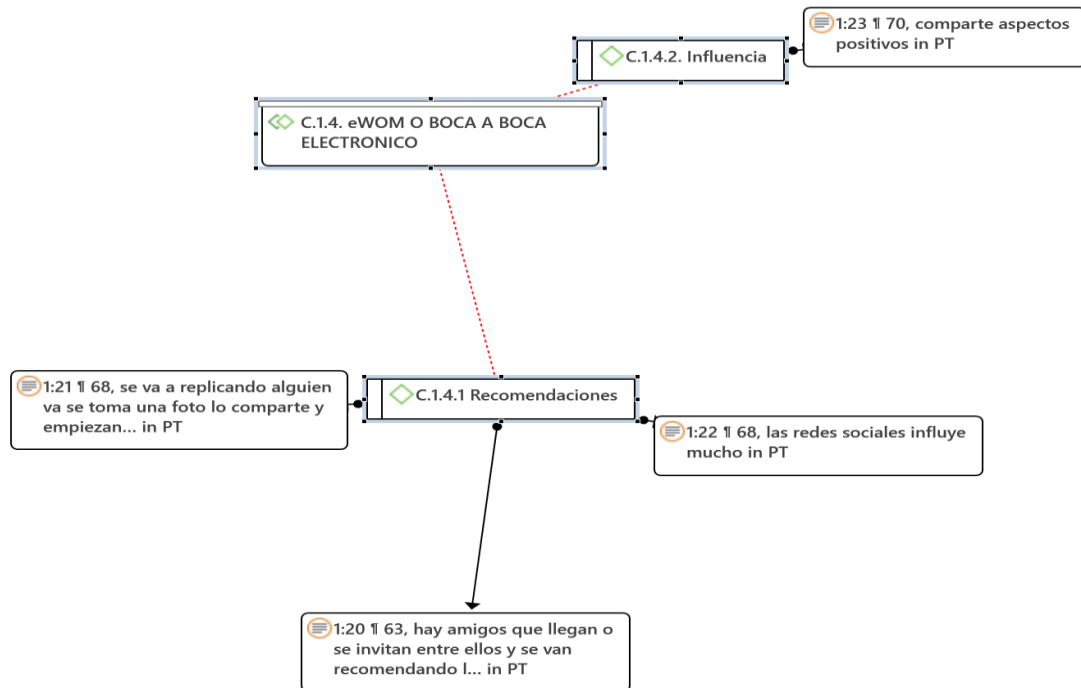 1:23 ¶ 70, comparte aspectos
positivos in PT
C.1.4.2. Influencia
C.1.4. eWOM O BOCA A BOCA
ELECTRONICO
1:21 ¶ 68, se va a replicando alguien
va se toma una foto lo comparte y
empiezan... in PT
C.1.4.1 Recomendaciones
1:22 ¶ 68, las redes sociales influye
mucho in PT
1:20 ¶ 63, hay amigos que llegan o
se invitan entre ellos y se van
recomendando l... in PT